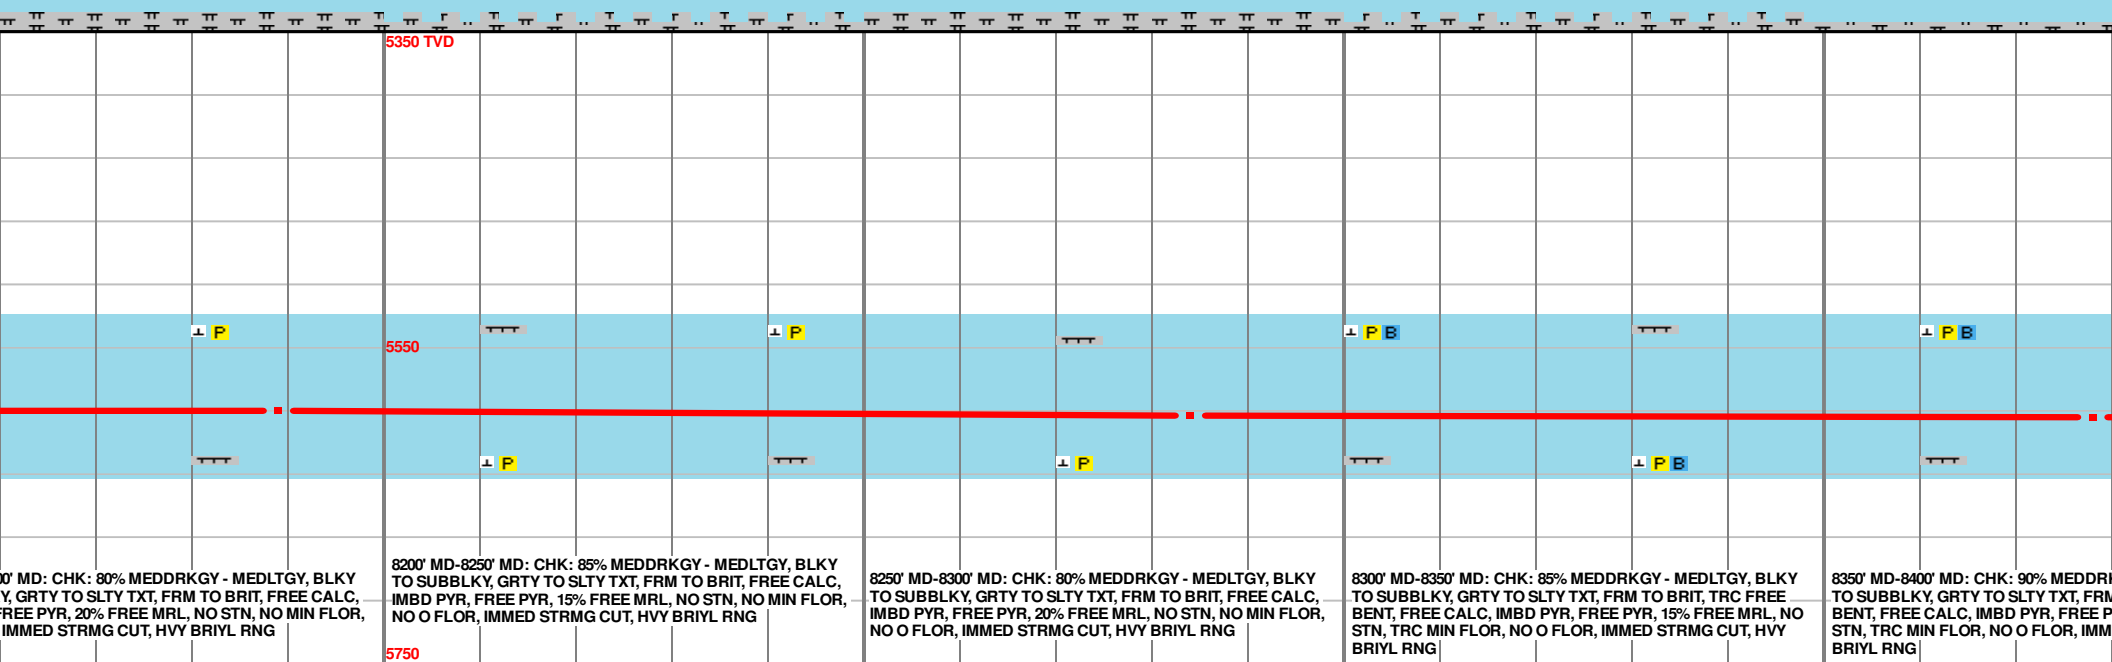 5350 TVD
P
P
P B
P B
5550
P
P
P B
00' MD: CHK: 80% MEDDRKGY - MEDLTGY, BLKY
Y, GRTY TO SLTY TXT, FRM TO BRIT, FREE CALC,
FREE PYR, 20% FREE MRL, NO STN, NO MIN FLOR,
IMMED STRMG CUT, HVY BRIYL RNG
8200' MD-8250' MD: CHK: 85% MEDDRKGY - MEDLTGY, BLKY
TO SUBBLKY, GRTY TO SLTY TXT, FRM TO BRIT, FREE CALC,
IMBD PYR, FREE PYR, 15% FREE MRL, NO STN, NO MIN FLOR,
NO O FLOR, IMMED STRMG CUT, HVY BRIYL RNG
8250' MD-8300' MD: CHK: 80% MEDDRKGY - MEDLTGY, BLKY
TO SUBBLKY, GRTY TO SLTY TXT, FRM TO BRIT, FREE CALC,
IMBD PYR, FREE PYR, 20% FREE MRL, NO STN, NO MIN FLOR,
NO O FLOR, IMMED STRMG CUT, HVY BRIYL RNG
8300' MD-8350' MD: CHK: 85% MEDDRKGY - MEDLTGY, BLKY
TO SUBBLKY, GRTY TO SLTY TXT, FRM TO BRIT, TRC FREE
BENT, FREE CALC, IMBD PYR, FREE PYR, 15% FREE MRL, NO
STN, TRC MIN FLOR, NO O FLOR, IMMED STRMG CUT, HVY
BRIYL RNG
8350' MD-8400' MD: CHK: 90% MEDDR
TO SUBBLKY, GRTY TO SLTY TXT, FRM
BENT, FREE CALC, IMBD PYR, FREE P
STN, TRC MIN FLOR, NO O FLOR, IMM
BRIYL RNG
5750